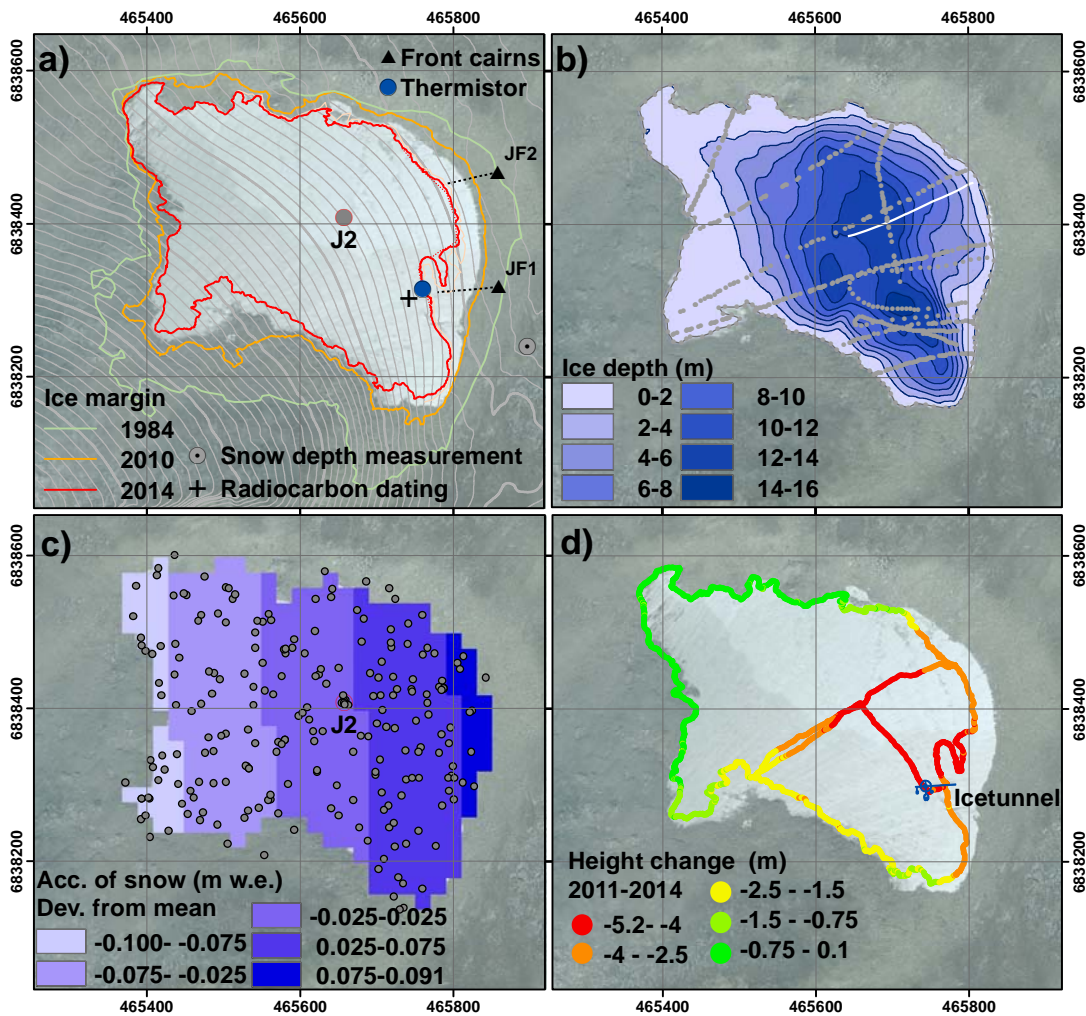 465400 465600 465800 465400 465600 465800
6838600
6838400
6838200
a)
Front cairns
Thermistor
JF2
J2
JF1
Ice margin
1984
2010
2014
Snow depth measurement
Radiocarbon dating
b)
Ice depth (m)
0-2 8-10
2-4 10-12
4-6 12-14
6-8 14-16
6838600
6838400
6838200
6838600
6838400
6838200
c)
J2
Acc. of snow (m w.e.)
Dev. from mean
-0.100- -0.075
-0.075- -0.025
-0.025-0.025
0.025-0.075
0.075-0.091
d)
Icetunnel
Height change (m)
2011-2014
-5.2- -4
-4 - -2.5
-2.5 - -1.5
-1.5 - -0.75
-0.75 - 0.1
6838600
6838400
6838200
465400 465600 465800 465400 465600 465800